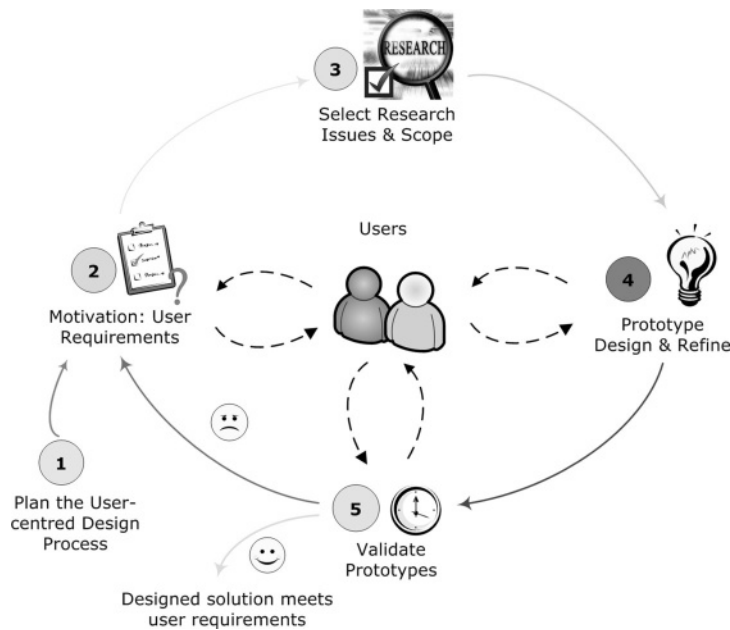 3
RESEARCH
Select Research
Issues & Scope
Users
2
Motivation: User
Requirements
4
Prototype
Design & Refine
1
Plan the User-
centred Design
Process
5
Validate
Prototypes
Designed solution meets
user requirements